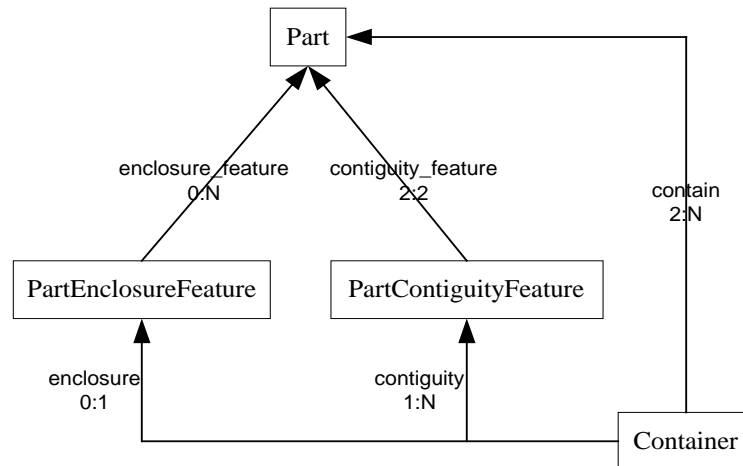 Part
enclosure_feature
0:N
contiguity_feature
2:2
contain
2:N
PartEnclosureFeature
PartContiguityFeature
enclosure
0:1
contiguity
1:N
Container